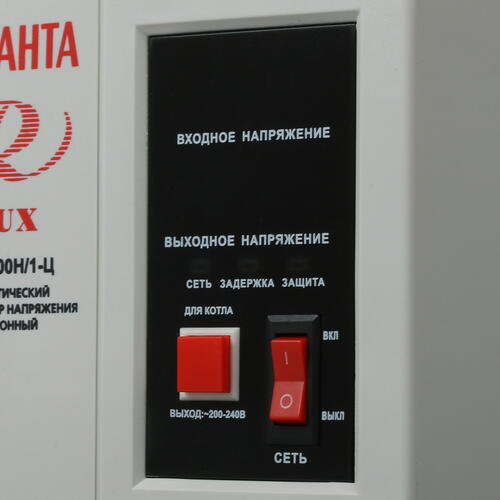 АНТА
R
UX
00Н/1-Ц
ТИЧЕСКИЙ
Р НАПРЯЖЕНИЯ
ОННЫЙ
ВХОДНОЕ НАПРЯЖЕНИЕ
ВЫХОДНОЕ НАПРЯЖЕНИЕ
СЕТЬ ЗАДЕРЖКА ЗАЩИТА
ДЛЯ КОТЛА
ВКЛ
I
O
ВЫКЛ
ВЫХОД:~200-240В
СЕТЬ